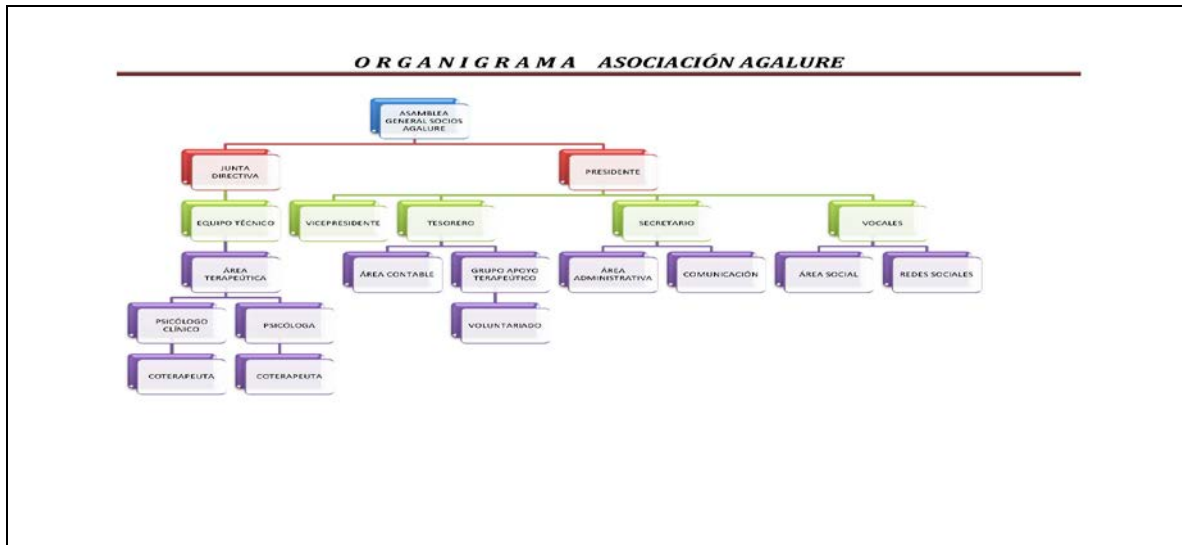 O R G A N I G R A M A ASOCIACIÓN AGALURE
ASAMBLEA
GENERAL SOCIOS
AGALURE
JUNTA
DIRECTIVA
PRESIDENTE
EQUIPO TÉCNICO
VICEPRESIDENTE
TESORERO
SECRETARIO
VOCALES
ÁREA
TERAPEÚTICA
ÁREA CONTABLE
GRUPO APOYO
TERAPEÚTICO
ÁREA
ADMINISTRATIVA
COMUNICACIÓN
ÁREA SOCIAL
REDES SOCIALES
PSICÓLOGO
CLÍNICO
PSICÓLOGA
VOLUNTARIADO
COTERAPEUTA
COTERAPEUTA